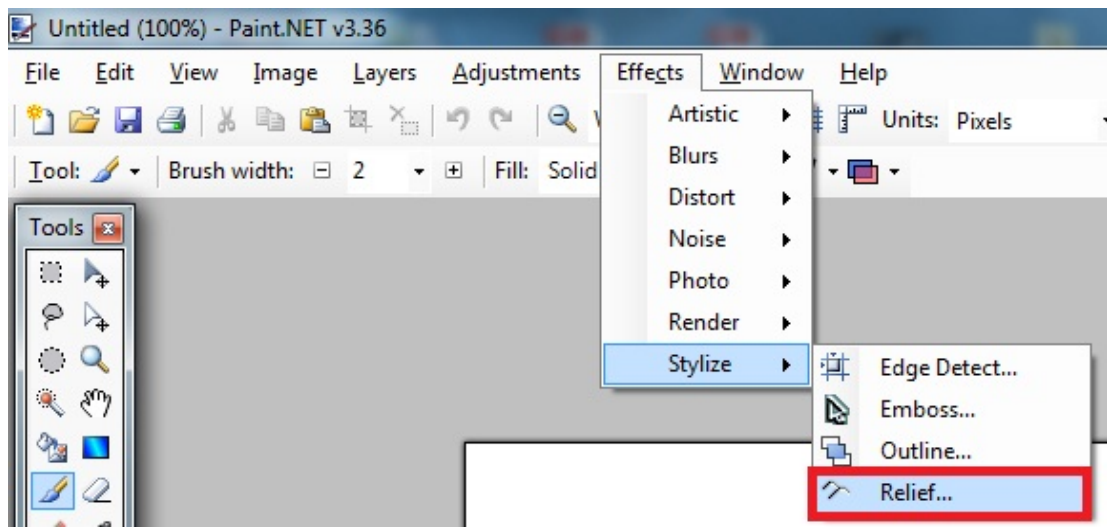 Untitled (100%) - Paint.NET v3.36
File Edit View Image Layers Adjustments Effects Window Help
Units: Pixels
Tool: Brush width: 2 Fill: Solid
Tools
Artistic
Blurs
Distort
Noise
Photo
Render
Stylize
Edge Detect...
Emboss...
Outline...
Relief...